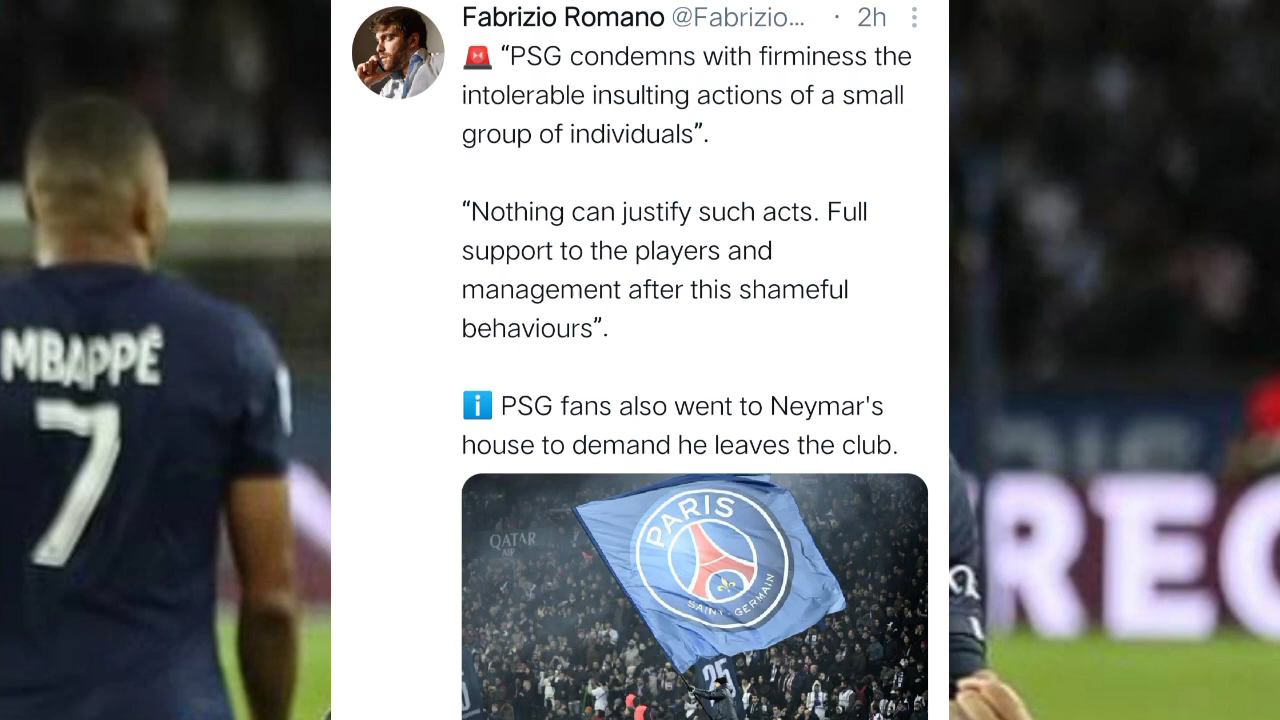 Fabrizio Romano @Fabrizio... · 2h
🚨 “PSG condemns with firminess the
intolerable insulting actions of a small
group of individuals”.
“Nothing can justify such acts. Full
support to the players and
management after this shameful
behaviours”.
ℹ️ PSG fans also went to Neymar's
house to demand he leaves the club.
MBAPPÉ
7
QATAR
AIR
PARIS
SAINT-GERMAIN
25
REC